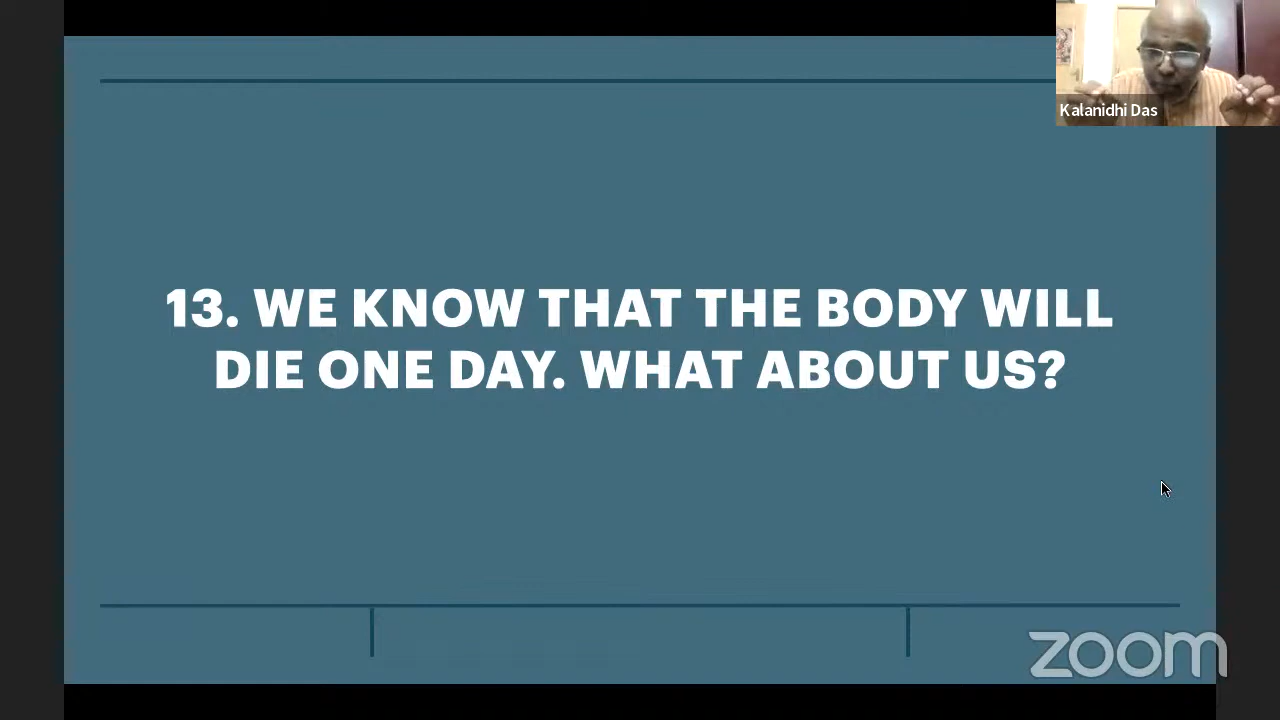 Kalanidhi Das
13. WE KNOW THAT THE BODY WILL
DIE ONE DAY. WHAT ABOUT US?
zoom